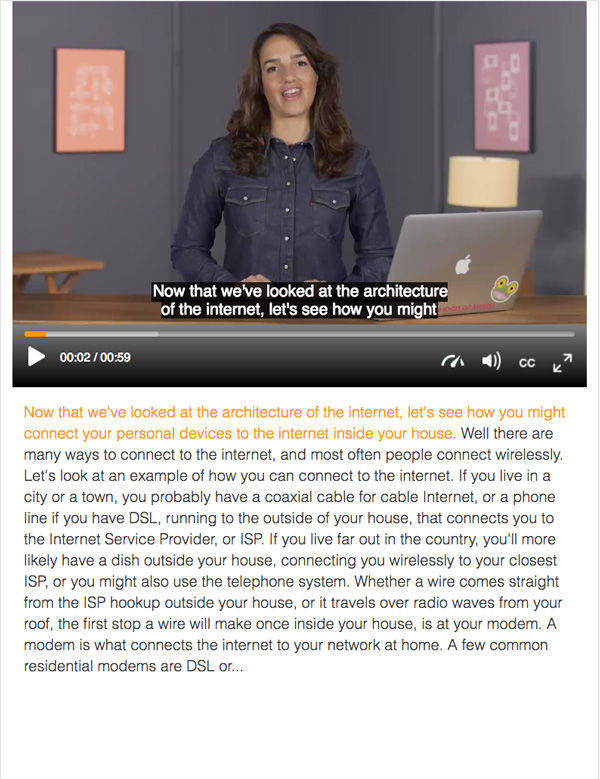 Now that we've looked at the architecture
of the internet, let's see how you might
00:02 / 00:59
CC
Now that we've looked at the architecture of the internet, let's see how you might
connect your personal devices to the internet inside your house. Well there are
many ways to connect to the internet, and most often people connect wirelessly.
Let's look at an example of how you can connect to the internet. If you live in a
city or a town, you probably have a coaxial cable for cable Internet, or a phone
line if you have DSL, running to the outside of your house, that connects you to
the Internet Service Provider, or ISP. If you live far out in the country, you'll more
likely have a dish outside your house, connecting you wirelessly to your closest
ISP, or you might also use the telephone system. Whether a wire comes straight
from the ISP hookup outside your house, or it travels over radio waves from your
roof, the first stop a wire will make once inside your house, is at your modem. A
modem is what connects the internet to your network at home. A few common
residential modems are DSL or...